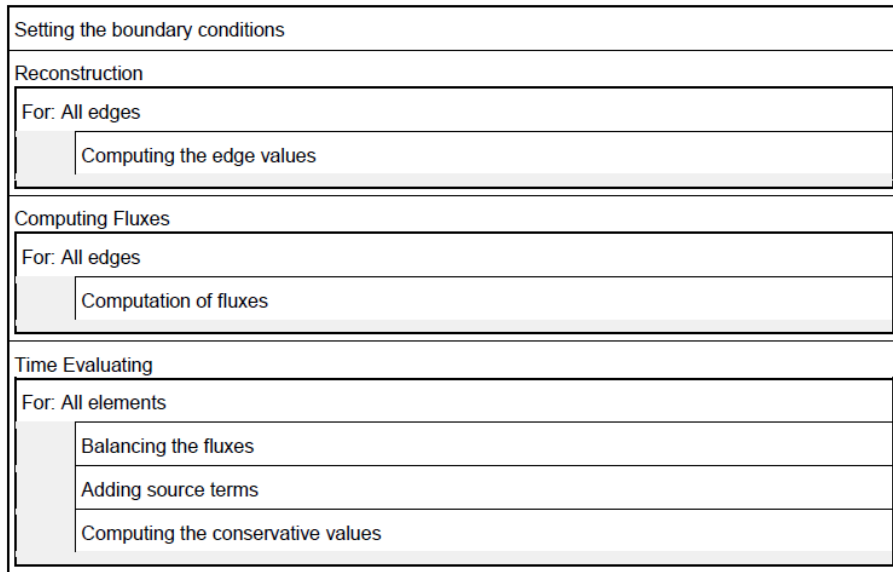 Setting the boundary conditions
Reconstruction
For: All edges
Computing the edge values
Computing Fluxes
For: All edges
Computation of fluxes
Time Evaluating
For: All elements
Balancing the fluxes
Adding source terms
Computing the conservative values